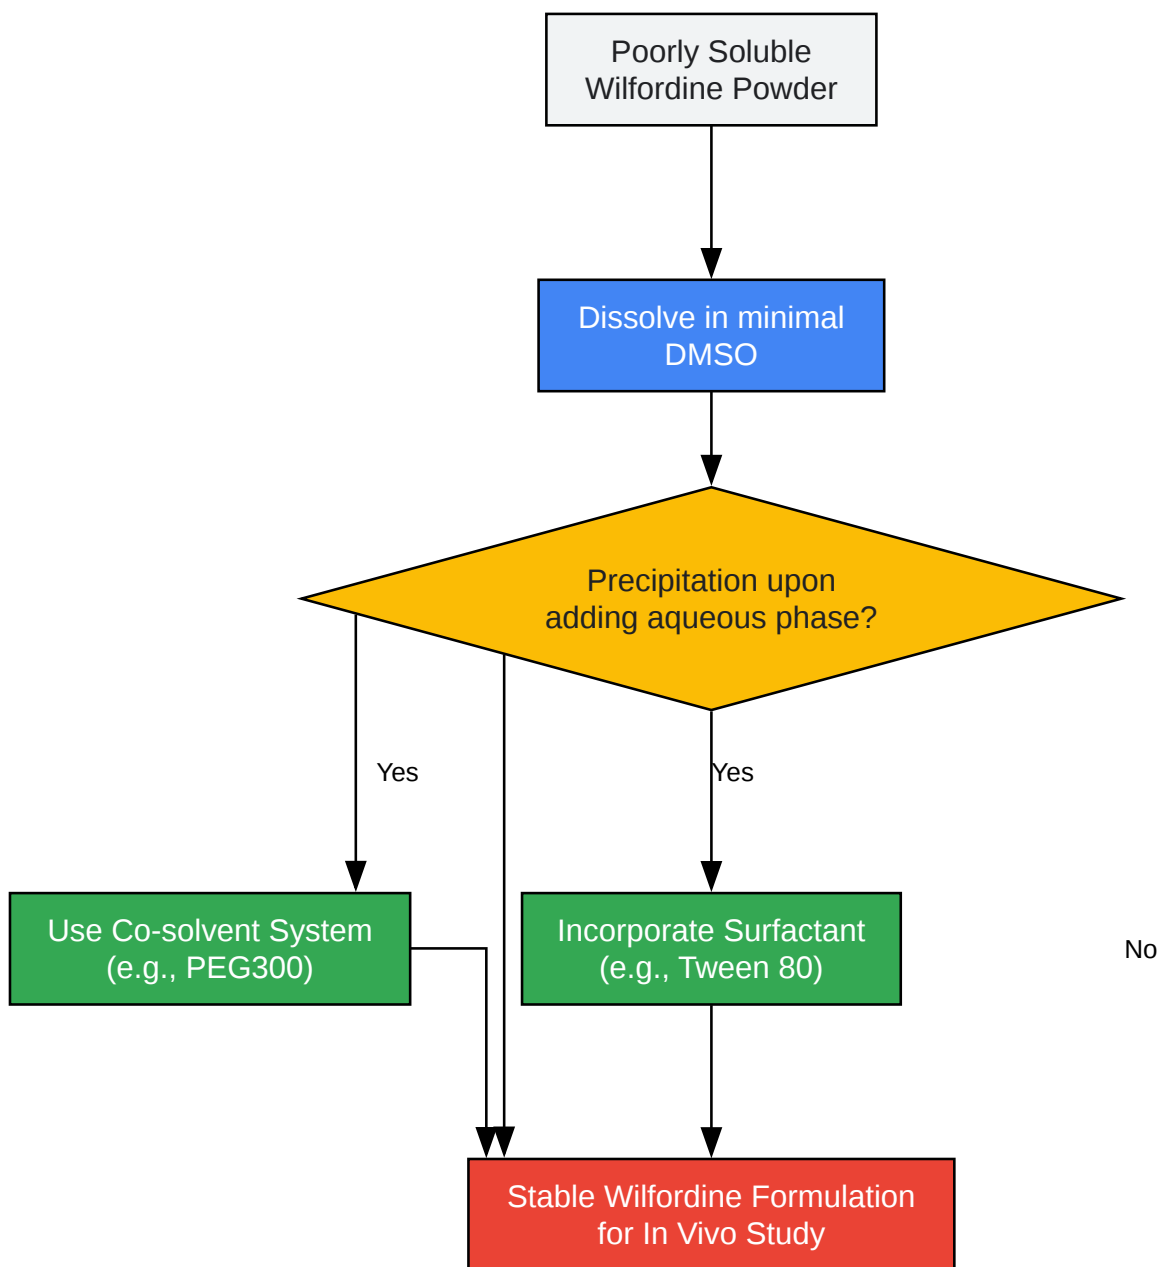 Poorly Soluble
Wilfordine Powder
Dissolve in minimal
DMSO
Precipitation upon
adding aqueous phase?
Yes
Yes
Use Co-solvent System
(e.g., PEG300)
Incorporate Surfactant
(e.g., Tween 80)
No
Stable Wilfordine Formulation
for In Vivo Study